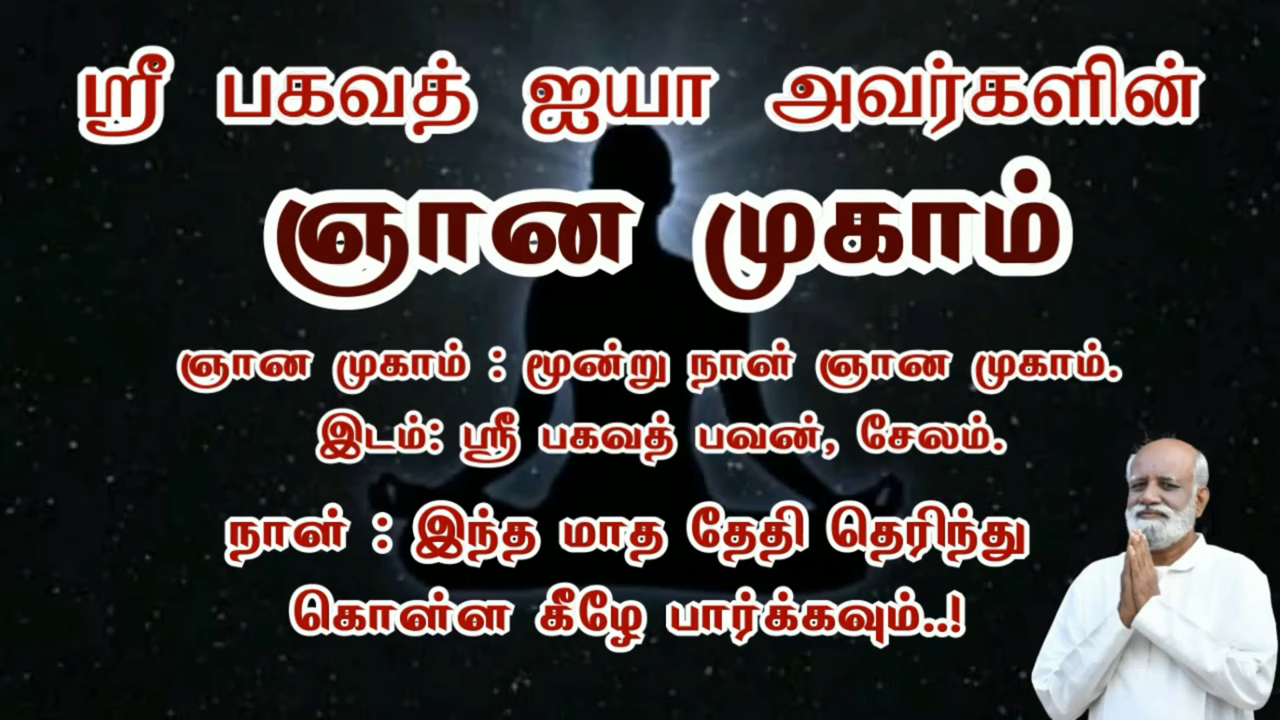 ஸ்ரீ பகவத் ஐயா அவர்களின்
ஞான முகாம்
ஞான முகாம் : மூன்று நாள் ஞான முகாம்.
இடம்: ஸ்ரீ பகவத் பவன், சேலம்.
நாள் : இந்த மாத தேதி தெரிந்து
கொள்ள கீழே பார்க்கவும்..!